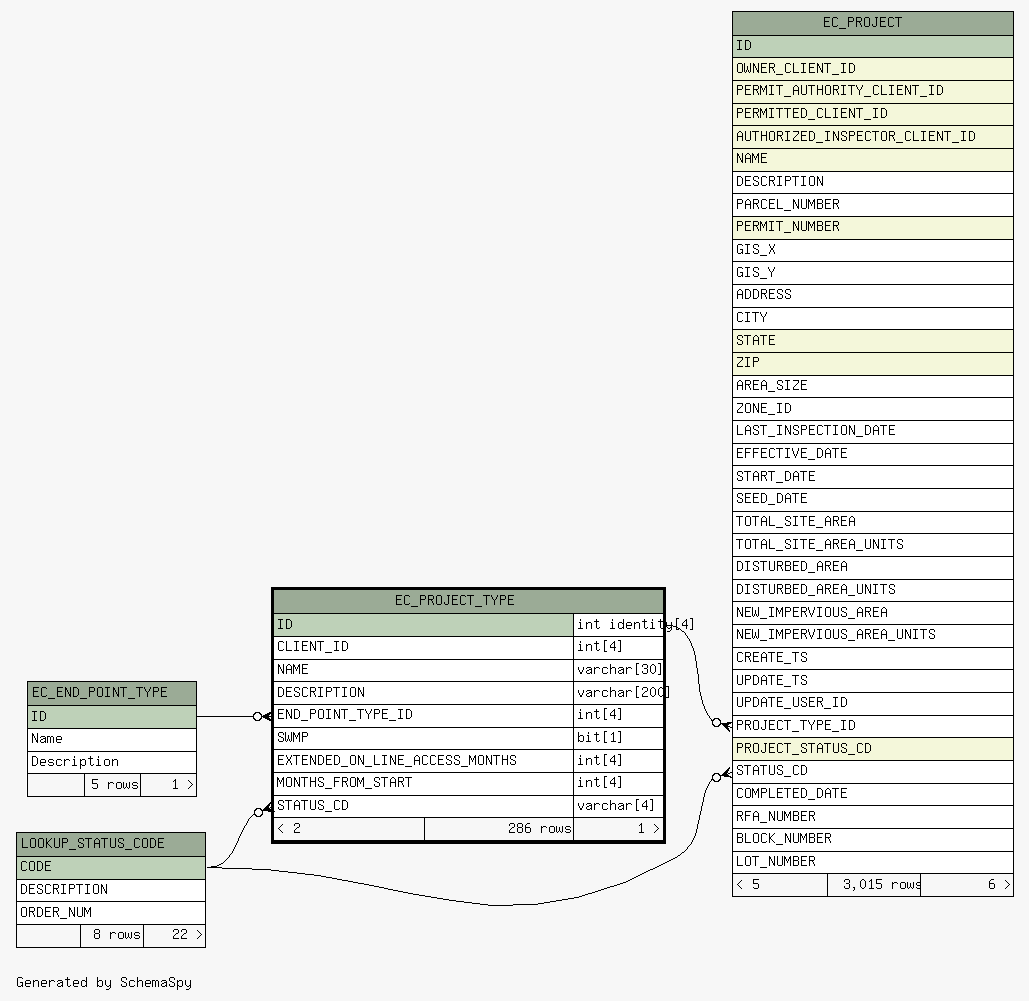 EC_PROJECT
ID
OWNER_CLIENT_ID
PERMIT_AUTHORITY_CLIENT_ID
PERMITTED_CLIENT_ID
AUTHORIZED_INSPECTOR_CLIENT_ID
NAME
DESCRIPTION
PARCEL_NUMBER
PERMIT_NUMBER
GIS_X
GIS_Y
ADDRESS
CITY
STATE
ZIP
AREA_SIZE
ZONE_ID
LAST_INSPECTION_DATE
EFFECTIVE_DATE
START_DATE
SEED_DATE
TOTAL_SITE_AREA
TOTAL_SITE_AREA_UNITS
DISTURBED_AREA
DISTURBED_AREA_UNITS
NEW_IMPERVIOUS_AREA
NEW_IMPERVIOUS_AREA_UNITS
CREATE_TS
UPDATE_TS
UPDATE_USER_ID
PROJECT_TYPE_ID
PROJECT_STATUS_CD
STATUS_CD
COMPLETED_DATE
RFA_NUMBER
BLOCK_NUMBER
LOT_NUMBER
< 5 3,015 rows 6 >
EC_PROJECT_TYPE
ID int identity[4]
CLIENT_ID int[4]
NAME varchar[30]
DESCRIPTION varchar[200]
END_POINT_TYPE_ID int[4]
SWMP bit[1]
EXTENDED_ON_LINE_ACCESS_MONTHS int[4]
MONTHS_FROM_START int[4]
STATUS_CD varchar[4]
< 2 286 rows 1 >
EC_END_POINT_TYPE
ID
Name
Description
5 rows 1 >
LOOKUP_STATUS_CODE
CODE
DESCRIPTION
ORDER_NUM
8 rows 22 >
Generated by SchemaSpy